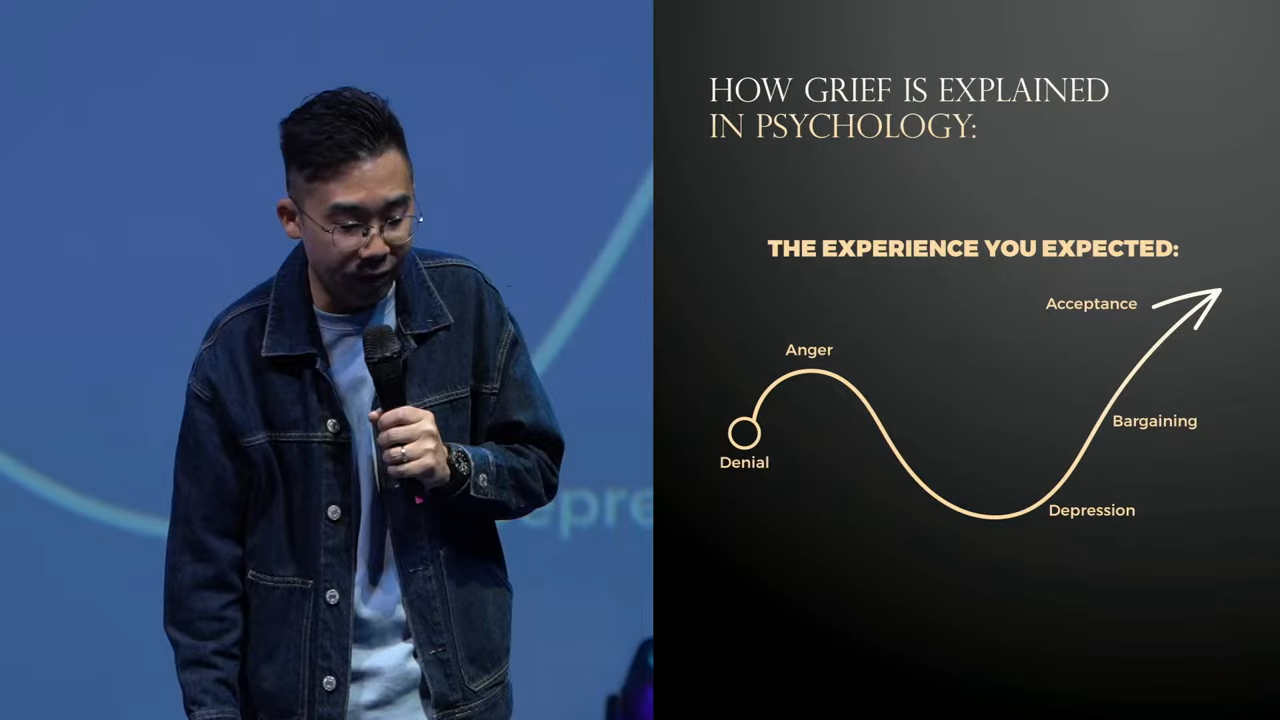 HOW GRIEF IS EXPLAINED
IN PSYCHOLOGY:
THE EXPERIENCE YOU EXPECTED:
Acceptance
Anger
Bargaining
Denial
Depression